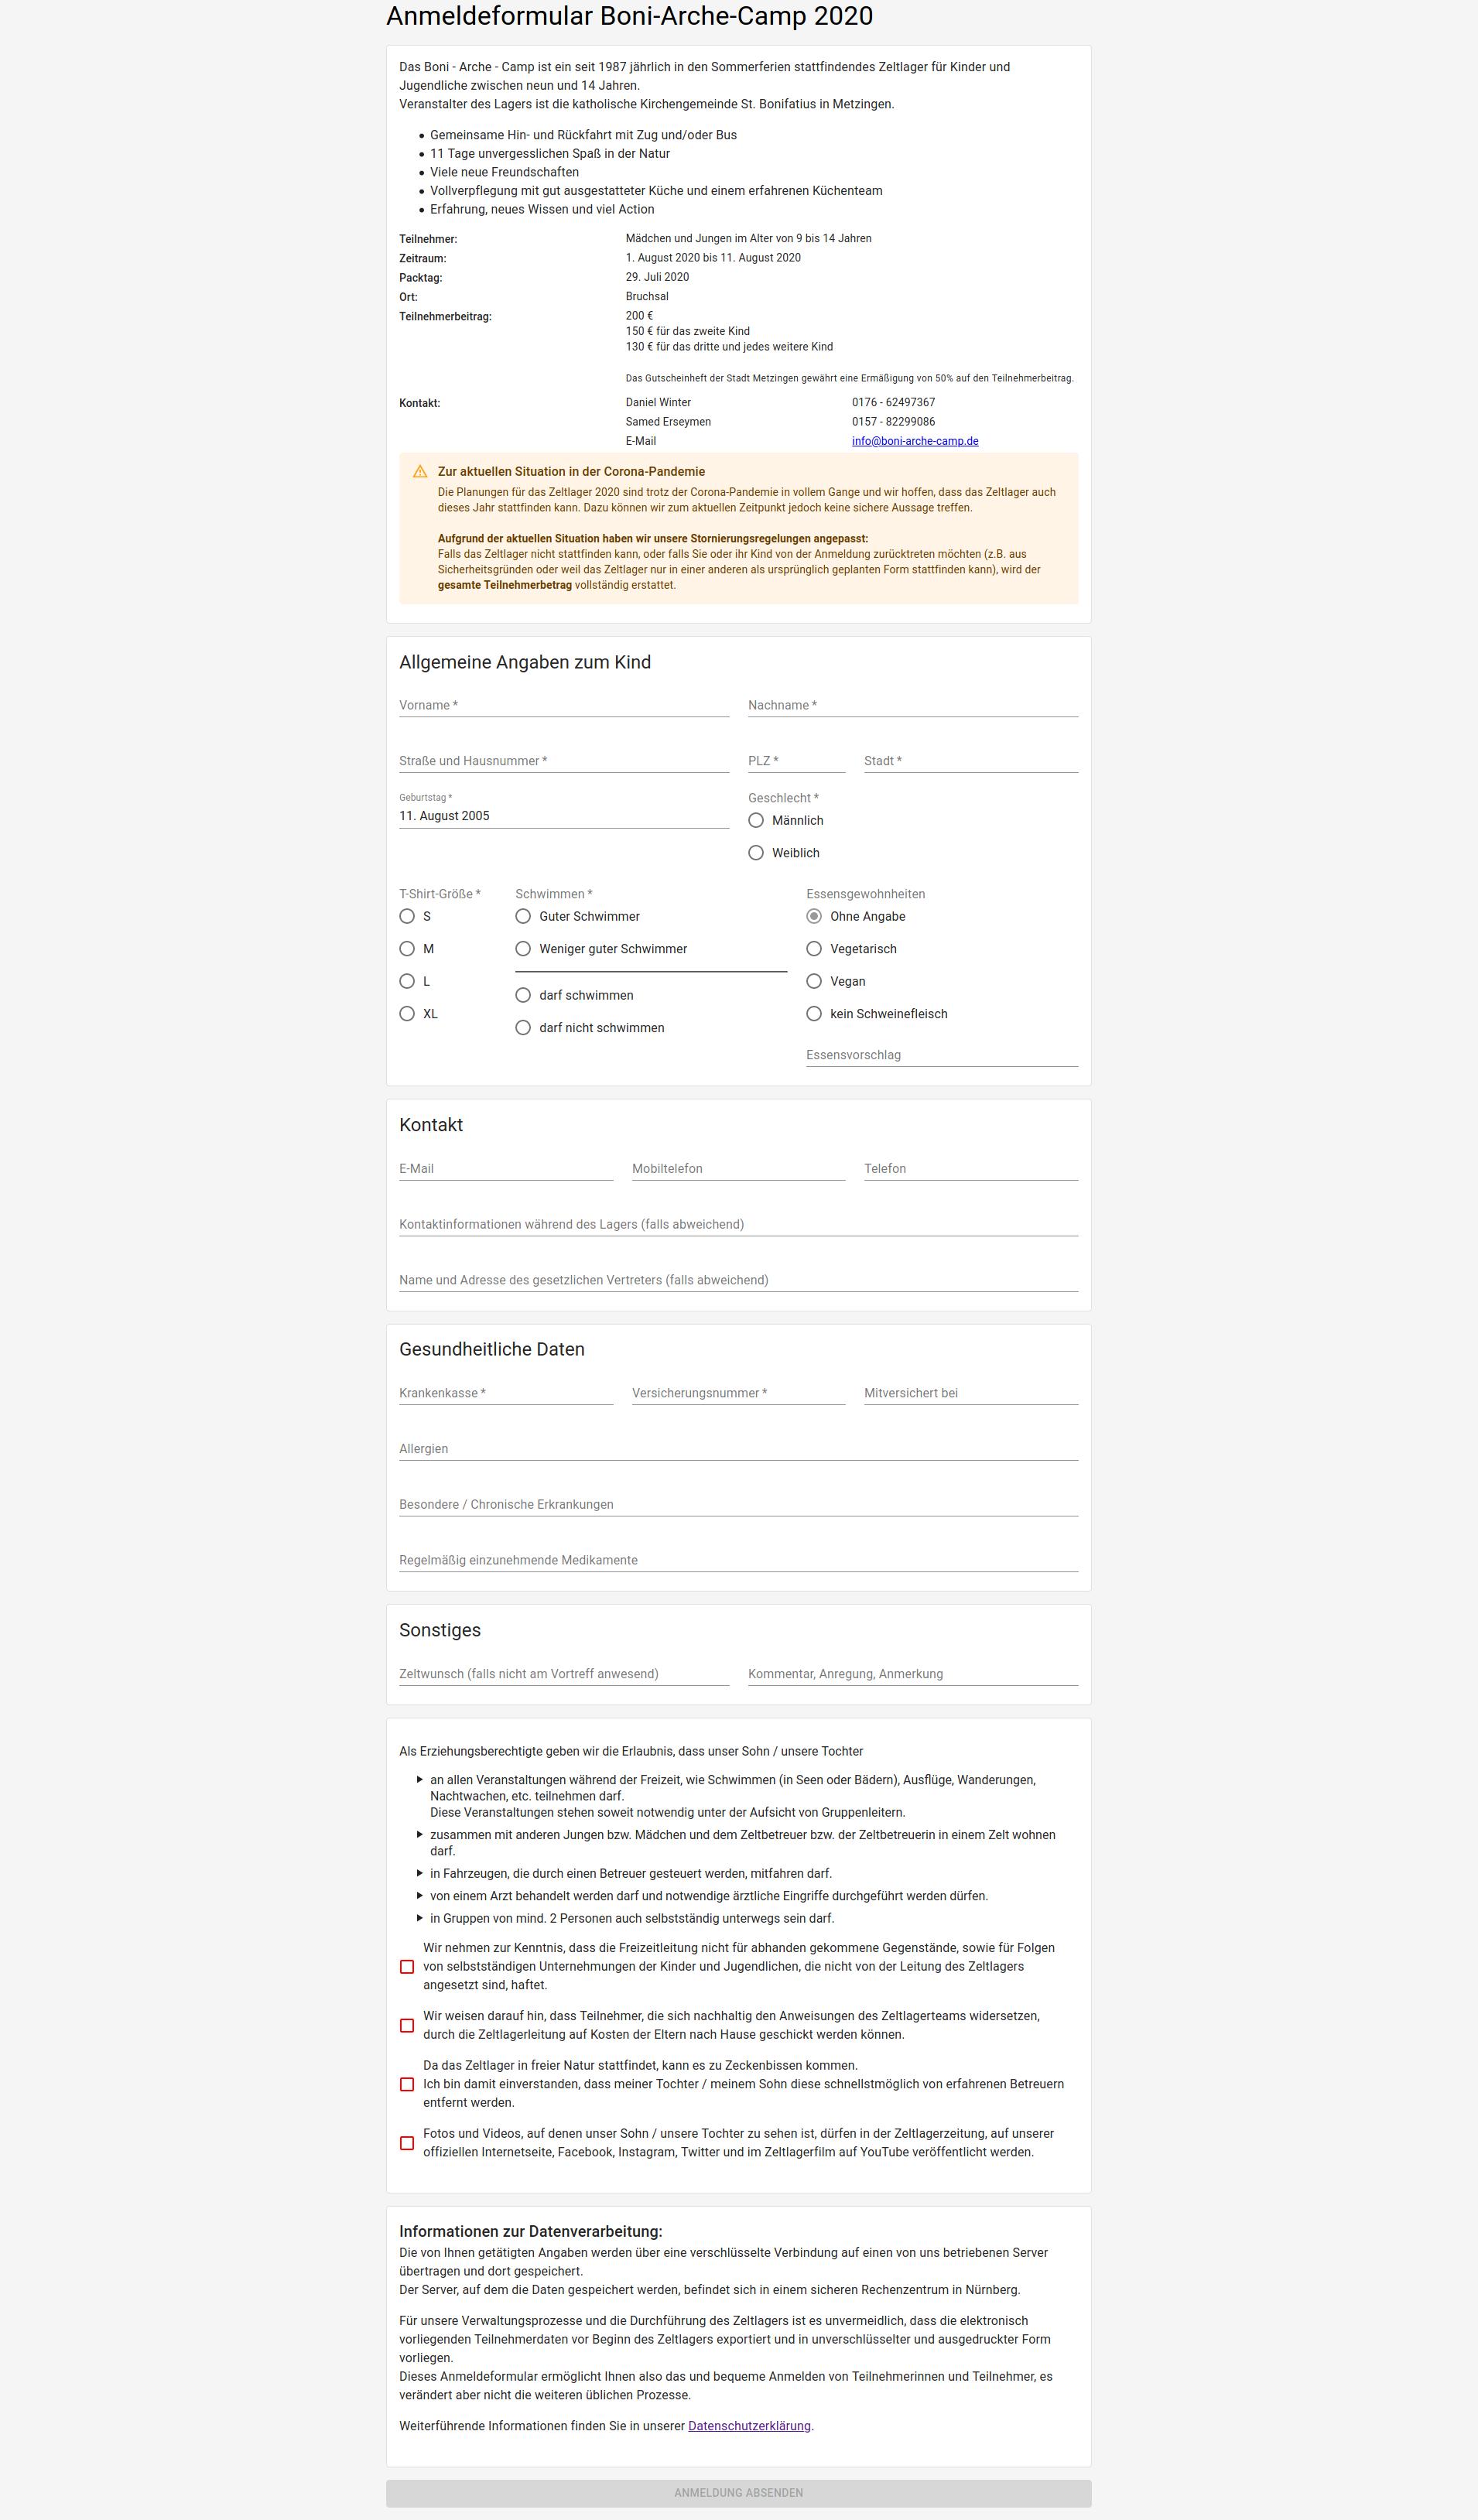 Anmeldeformular Boni-Arche-Camp 2020
Das Boni - Arche - Camp ist ein seit 1987 jährlich in den Sommerferien stattfindendes Zeltlager für Kinder und
Jugendliche zwischen neun und 14 Jahren.
Veranstalter des Lagers ist die katholische Kirchengemeinde St. Bonifatius in Metzingen.
• Gemeinsame Hin- und Rückfahrt mit Zug und/oder Bus
• 11 Tage unvergesslichen Spaß in der Natur
• Viele neue Freundschaften
• Vollverpflegung mit gut ausgestatteter Küche und einem erfahrenen Küchenteam
• Erfahrung, neues Wissen und viel Action
Teilnehmer: Mädchen und Jungen im Alter von 9 bis 14 Jahren
Zeitraum: 1. August 2020 bis 11. August 2020
Packtag: 29. Juli 2020
Ort: Bruchsal
Teilnehmerbeitrag: 200 €
150 € für das zweite Kind
130 € für das dritte und jedes weitere Kind
Das Gutscheinheft der Stadt Metzingen gewährt eine Ermäßigung von 50% auf den Teilnehmerbeitrag.
Kontakt: Daniel Winter 0176 - 62497367
Samed Erseymen 0157 - 82299086
E-Mail info@boni-arche-camp.de
Zur aktuellen Situation in der Corona-Pandemie
Die Planungen für das Zeltlager 2020 sind trotz der Corona-Pandemie in vollem Gange und wir hoffen, dass das Zeltlager auch
dieses Jahr stattfinden kann. Dazu können wir zum aktuellen Zeitpunkt jedoch keine sichere Aussage treffen.
Aufgrund der aktuellen Situation haben wir unsere Stornierungsregelungen angepasst:
Falls das Zeltlager nicht stattfinden kann, oder falls Sie oder ihr Kind von der Anmeldung zurücktreten möchten (z.B. aus
Sicherheitsgründen oder weil das Zeltlager nur in einer anderen als ursprünglich geplanten Form stattfinden kann), wird der
gesamte Teilnehmerbetrag vollständig erstattet.
Allgemeine Angaben zum Kind
Vorname * Nachname *
Straße und Hausnummer * PLZ * Stadt *
Geburtstag * Geschlecht *
11. August 2005 Männlich
Weiblich
T-Shirt-Größe * Schwimmen * Essensgewohnheiten
S Guter Schwimmer Ohne Angabe
M Weniger guter Schwimmer Vegetarisch
L Vegan
darf schwimmen
XL kein Schweinefleisch
darf nicht schwimmen
Essensvorschlag
Kontakt
E-Mail Mobiltelefon Telefon
Kontaktinformationen während des Lagers (falls abweichend)
Name und Adresse des gesetzlichen Vertreters (falls abweichend)
Gesundheitliche Daten
Krankenkasse * Versicherungsnummer * Mitversichert bei
Allergien
Besondere / Chronische Erkrankungen
Regelmäßig einzunehmende Medikamente
Sonstiges
Zeltwunsch (falls nicht am Vortreff anwesend) Kommentar, Anregung, Anmerkung
Als Erziehungsberechtigte geben wir die Erlaubnis, dass unser Sohn / unsere Tochter
an allen Veranstaltungen während der Freizeit, wie Schwimmen (in Seen oder Bädern), Ausflüge, Wanderungen,
Nachtwachen, etc. teilnehmen darf.
Diese Veranstaltungen stehen soweit notwendig unter der Aufsicht von Gruppenleitern.
zusammen mit anderen Jungen bzw. Mädchen und dem Zeltbetreuer bzw. der Zeltbetreuerin in einem Zelt wohnen
darf.
in Fahrzeugen, die durch einen Betreuer gesteuert werden, mitfahren darf.
von einem Arzt behandelt werden darf und notwendige ärztliche Eingriffe durchgeführt werden dürfen.
in Gruppen von mind. 2 Personen auch selbstständig unterwegs sein darf.
Wir nehmen zur Kenntnis, dass die Freizeitleitung nicht für abhanden gekommene Gegenstände, sowie für Folgen
von selbstständigen Unternehmungen der Kinder und Jugendlichen, die nicht von der Leitung des Zeltlagers
angesetzt sind, haftet.
Wir weisen darauf hin, dass Teilnehmer, die sich nachhaltig den Anweisungen des Zeltlagerteams widersetzen,
durch die Zeltlagerleitung auf Kosten der Eltern nach Hause geschickt werden können.
Da das Zeltlager in freier Natur stattfindet, kann es zu Zeckenbissen kommen.
Ich bin damit einverstanden, dass meiner Tochter / meinem Sohn diese schnellstmöglich von erfahrenen Betreuern
entfernt werden.
Fotos und Videos, auf denen unser Sohn / unsere Tochter zu sehen ist, dürfen in der Zeltlagerzeitung, auf unserer
offiziellen Internetseite, Facebook, Instagram, Twitter und im Zeltlagerfilm auf YouTube veröffentlicht werden.
Informationen zur Datenverarbeitung:
Die von Ihnen getätigten Angaben werden über eine verschlüsselte Verbindung auf einen von uns betriebenen Server
übertragen und dort gespeichert.
Der Server, auf dem die Daten gespeichert werden, befindet sich in einem sicheren Rechenzentrum in Nürnberg.
Für unsere Verwaltungsprozesse und die Durchführung des Zeltlagers ist es unvermeidlich, dass die elektronisch
vorliegenden Teilnehmerdaten vor Beginn des Zeltlagers exportiert und in unverschlüsselter und ausgedruckter Form
vorliegen.
Dieses Anmeldeformular ermöglicht Ihnen also das und bequeme Anmelden von Teilnehmerinnen und Teilnehmer, es
verändert aber nicht die weiteren üblichen Prozesse.
Weiterführende Informationen finden Sie in unserer Datenschutzerklärung.
ANMELDUNG ABSENDEN